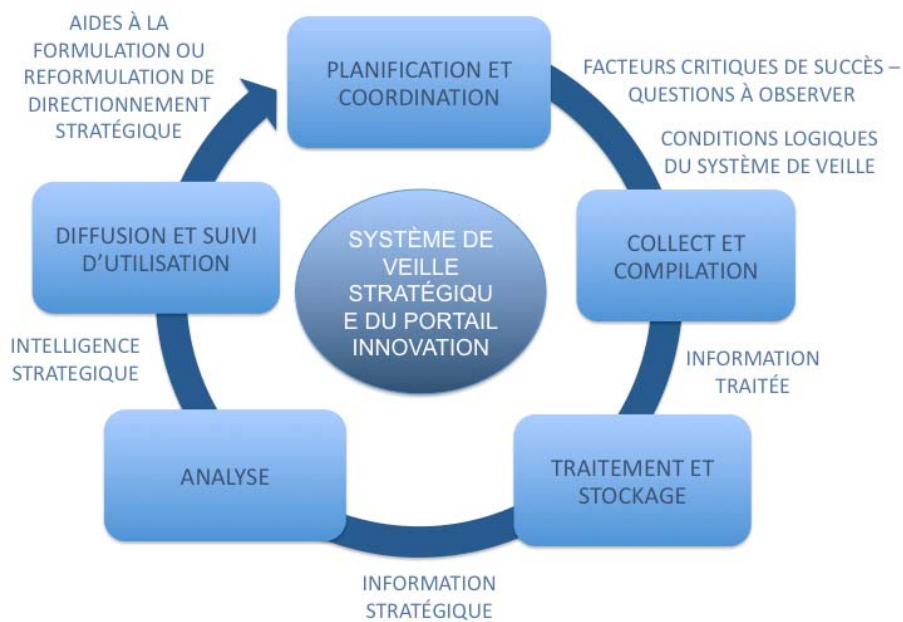 AIDES À LA
FORMULATION OU
REFORMULATION DE
DIRECTIONNEMENT
STRATÉGIQUE
PLANIFICATION ET
COORDINATION
FACTEURS CRITIQUES DE SUCCÈS –
QUESTIONS À OBSERVER
CONDITIONS LOGIQUES
DU SYSTÈME DE VEILLE
DIFFUSION ET SUIVI
D'UTILISATION
SYSTÈME DE
VEILLE
STRATÉGIQU
E DU PORTAIL
INNOVATION
COLLECT ET
COMPILATION
INTELLIGENCE
STRATEGIQUE
INFORMATION
TRAITÉE
ANALYSE
TRAITEMENT ET
STOCKAGE
INFORMATION
STRATÉGIQUE